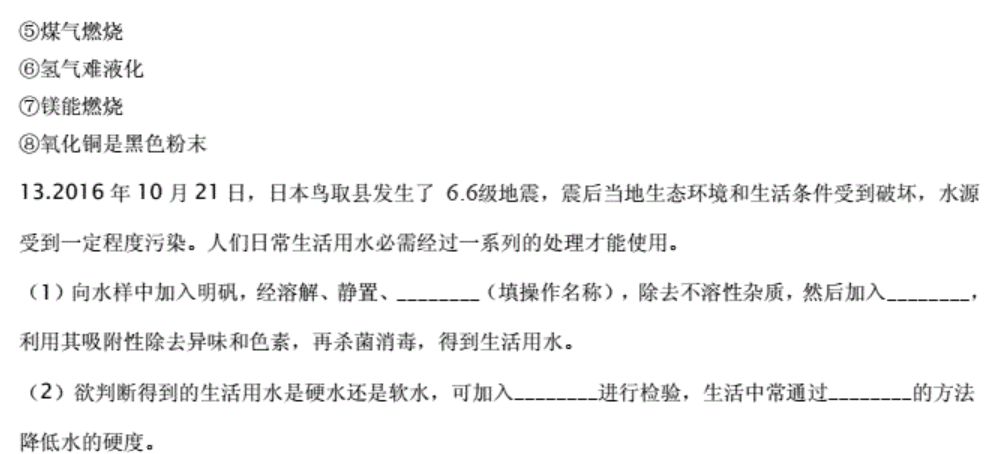 ⑤煤气燃烧
⑥氢气难液化
⑦镁能燃烧
⑧氧化铜是黑色粉末
13.2016 年 10 月 21 日，日本鸟取县发生了 6.6级地震，震后当地生态环境和生活条件受到破坏，水源
受到一定程度污染。人们日常生活用水必需经过一系列的处理才能使用。
（1）向水样中加入明矾，经溶解、静置、________（填操作名称），除去不溶性杂质，然后加入________，
利用其吸附性除去异味和色素，再杀菌消毒，得到生活用水。
（2）欲判断得到的生活用水是硬水还是软水，可加入________进行检验，生活中常通过________的方法
降低水的硬度。